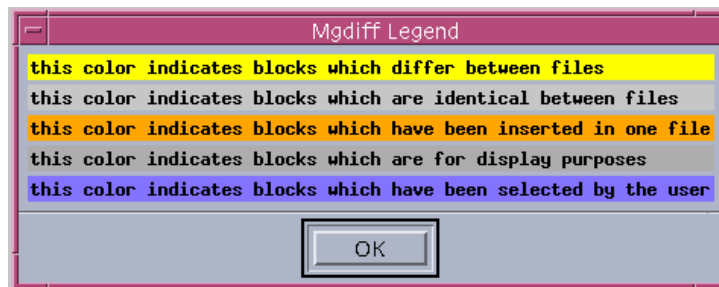 Mgdiff Legend
this color indicates blocks which differ between files
this color indicates blocks which are identical between files
this color indicates blocks which have been inserted in one file
this color indicates blocks which are for display purposes
this color indicates blocks which have been selected by the user
OK